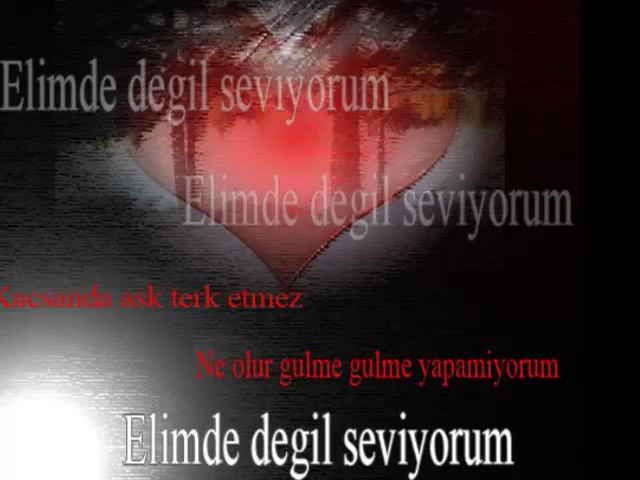 Elimde degil seviyorum
Elimde degil seviyorum
Kacsanda ask terk etmez
Ne olur gulme gulme yapamiyorum
Elimde degil seviyorum